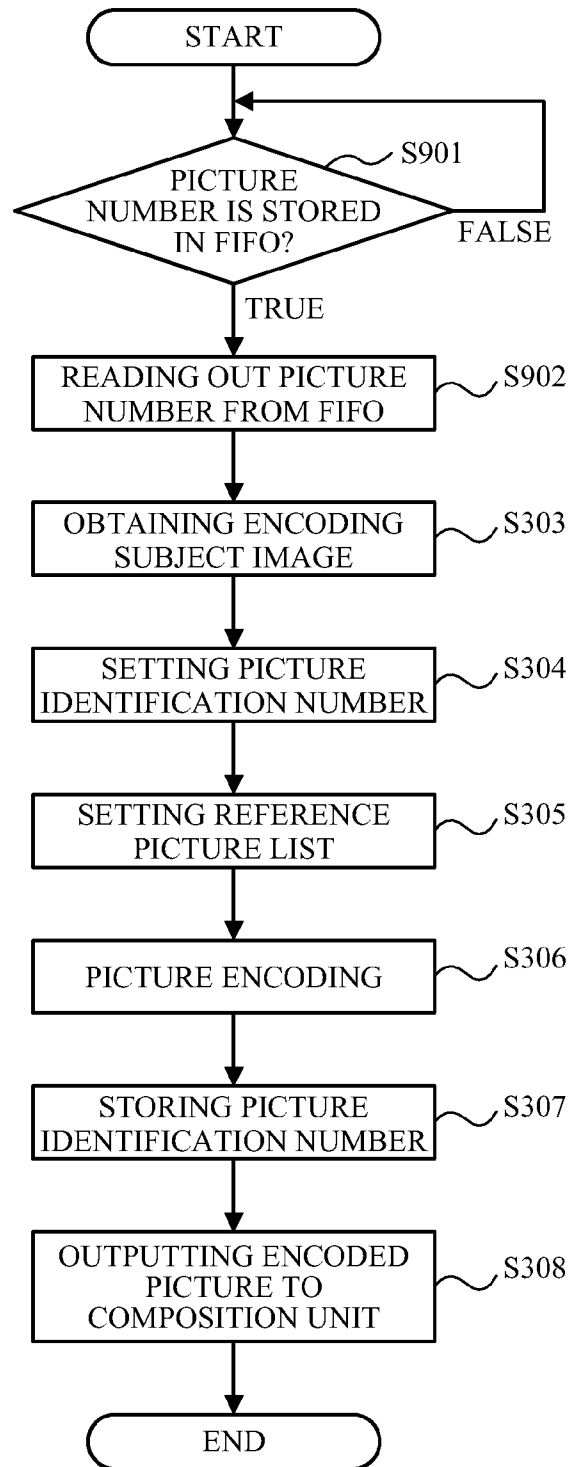 START
S901
PICTURE
NUMBER IS STORED
IN FIFO?
FALSE
TRUE
READING OUT PICTURE
NUMBER FROM FIFO
S902
OBTAINING ENCODING
SUBJECT IMAGE
S303
SETTING PICTURE
IDENTIFICATION NUMBER
S304
SETTING REFERENCE
PICTURE LIST
S305
PICTURE ENCODING
S306
STORING PICTURE
IDENTIFICATION NUMBER
S307
OUTPUTTING ENCODED
PICTURE TO
COMPOSITION UNIT
S308
END